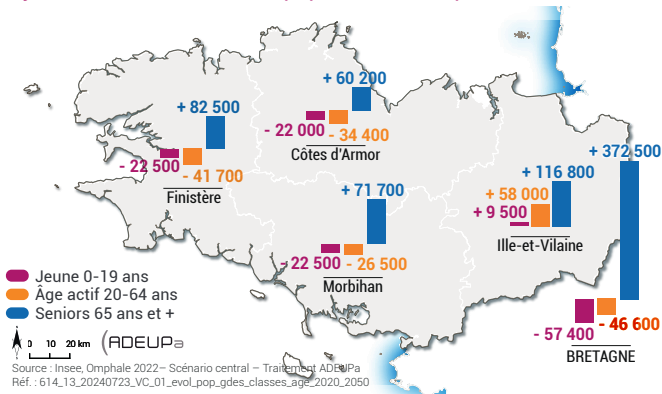 + 60 200
- 22 000
- 34 400
Côtes d'Armor
+ 82 500
- 22 500
- 41 700
Finistère
+ 71 700
- 22 500
- 26 500
Morbihan
+ 116 800
+ 58 000
+ 9 500
Ille-et-Vilaine
+ 372 500
- 57 400
- 46 600
BRETAGNE
Jeune 0-19 ans
Âge actif 20-64 ans
Seniors 65 ans et +
0 10 20 km
ADEUPa
Source : Insee, Omphale 2022– Scénario central – Traitement ADEUPa
Réf. : 614_13_20240723_VC_01_evol_pop_gdes_classes_age_2020_2050